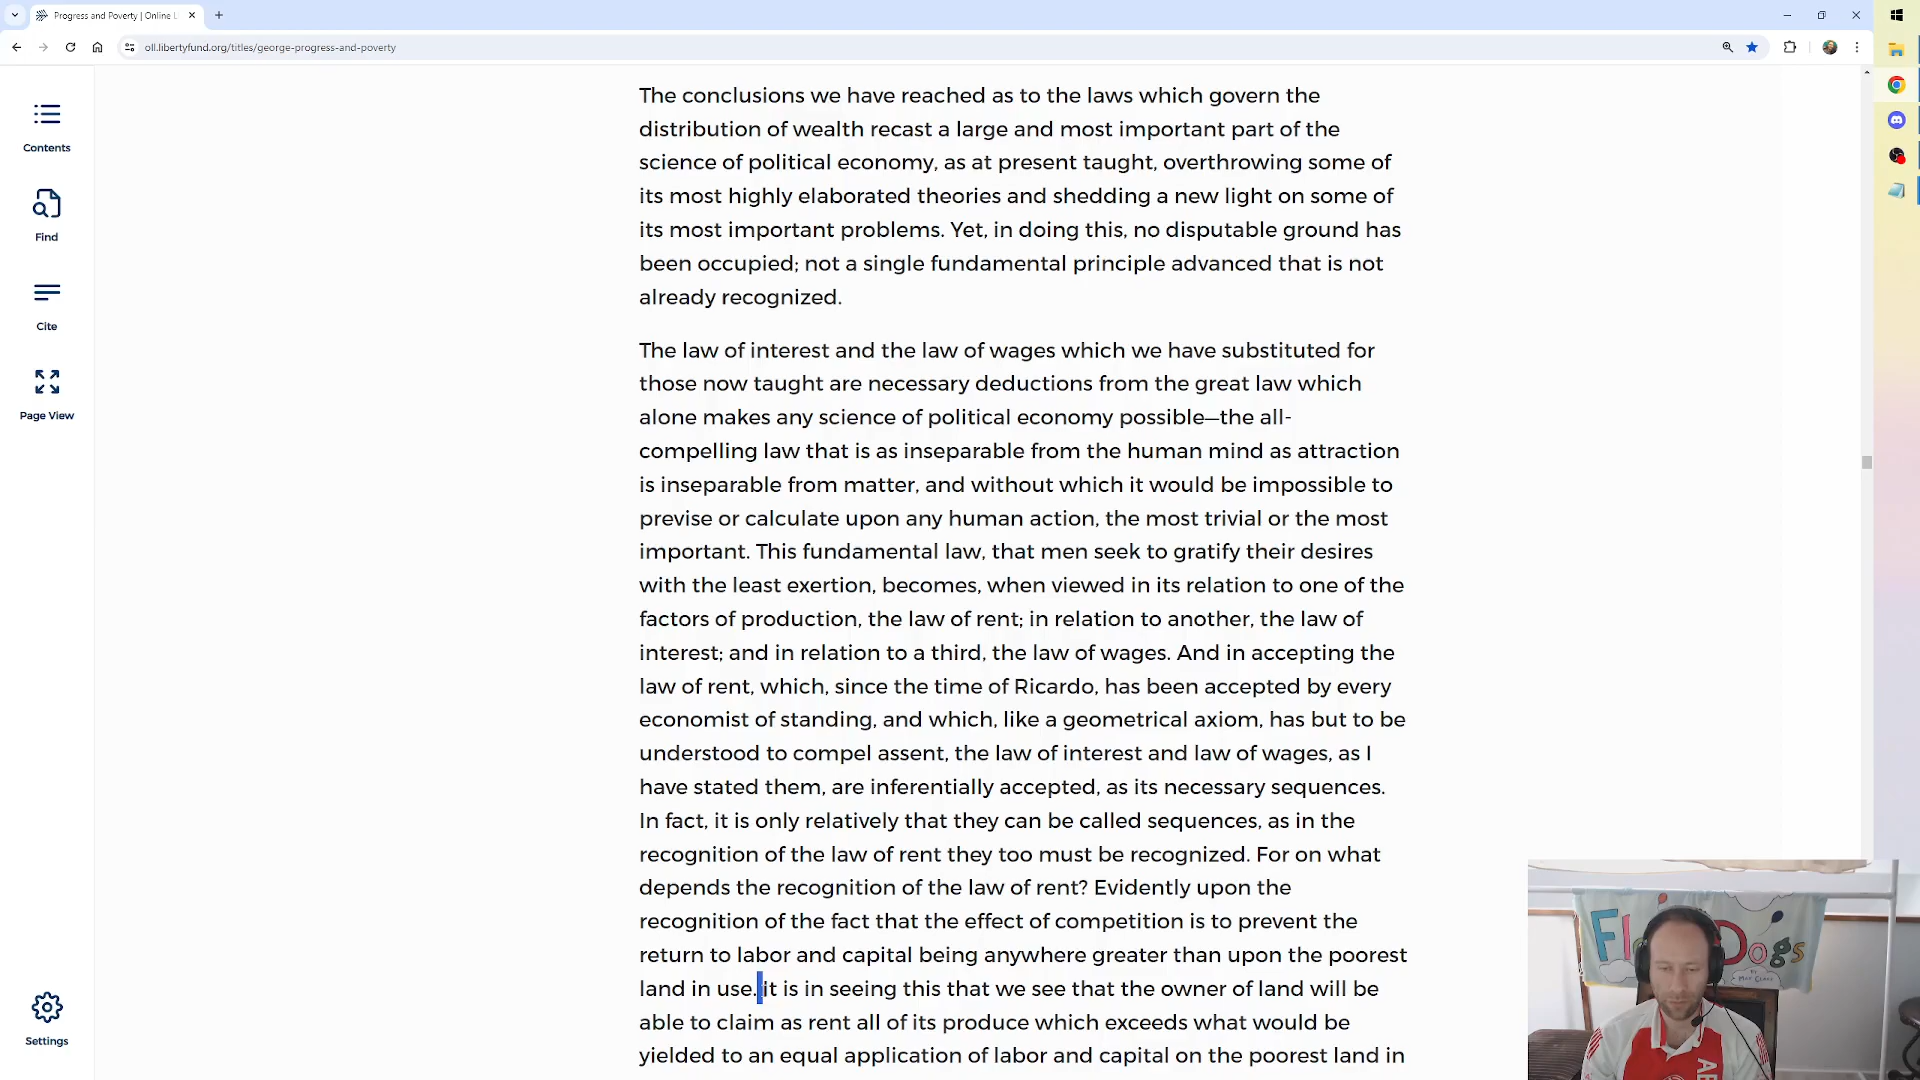 Progress and Poverty | Online L
oll.libertyfund.org/titles/george-progress-and-poverty
Contents
Find
Cite
Page View
Settings
The conclusions we have reached as to the laws which govern the
distribution of wealth recast a large and most important part of the
science of political economy, as at present taught, overthrowing some of
its most highly elaborated theories and shedding a new light on some of
its most important problems. Yet, in doing this, no disputable ground has
been occupied; not a single fundamental principle advanced that is not
already recognized.
The law of interest and the law of wages which we have substituted for
those now taught are necessary deductions from the great law which
alone makes any science of political economy possible—the all-
compelling law that is as inseparable from the human mind as attraction
is inseparable from matter, and without which it would be impossible to
previse or calculate upon any human action, the most trivial or the most
important. This fundamental law, that men seek to gratify their desires
with the least exertion, becomes, when viewed in its relation to one of the
factors of production, the law of rent; in relation to another, the law of
interest; and in relation to a third, the law of wages. And in accepting the
law of rent, which, since the time of Ricardo, has been accepted by every
economist of standing, and which, like a geometrical axiom, has but to be
understood to compel assent, the law of interest and law of wages, as I
have stated them, are inferentially accepted, as its necessary sequences.
In fact, it is only relatively that they can be called sequences, as in the
recognition of the law of rent they too must be recognized. For on what
depends the recognition of the law of rent? Evidently upon the
recognition of the fact that the effect of competition is to prevent the
return to labor and capital being anywhere greater than upon the poorest
land in use. it is in seeing this that we see that the owner of land will be
able to claim as rent all of its produce which exceeds what would be
yielded to an equal application of labor and capital on the poorest land in
Dogs